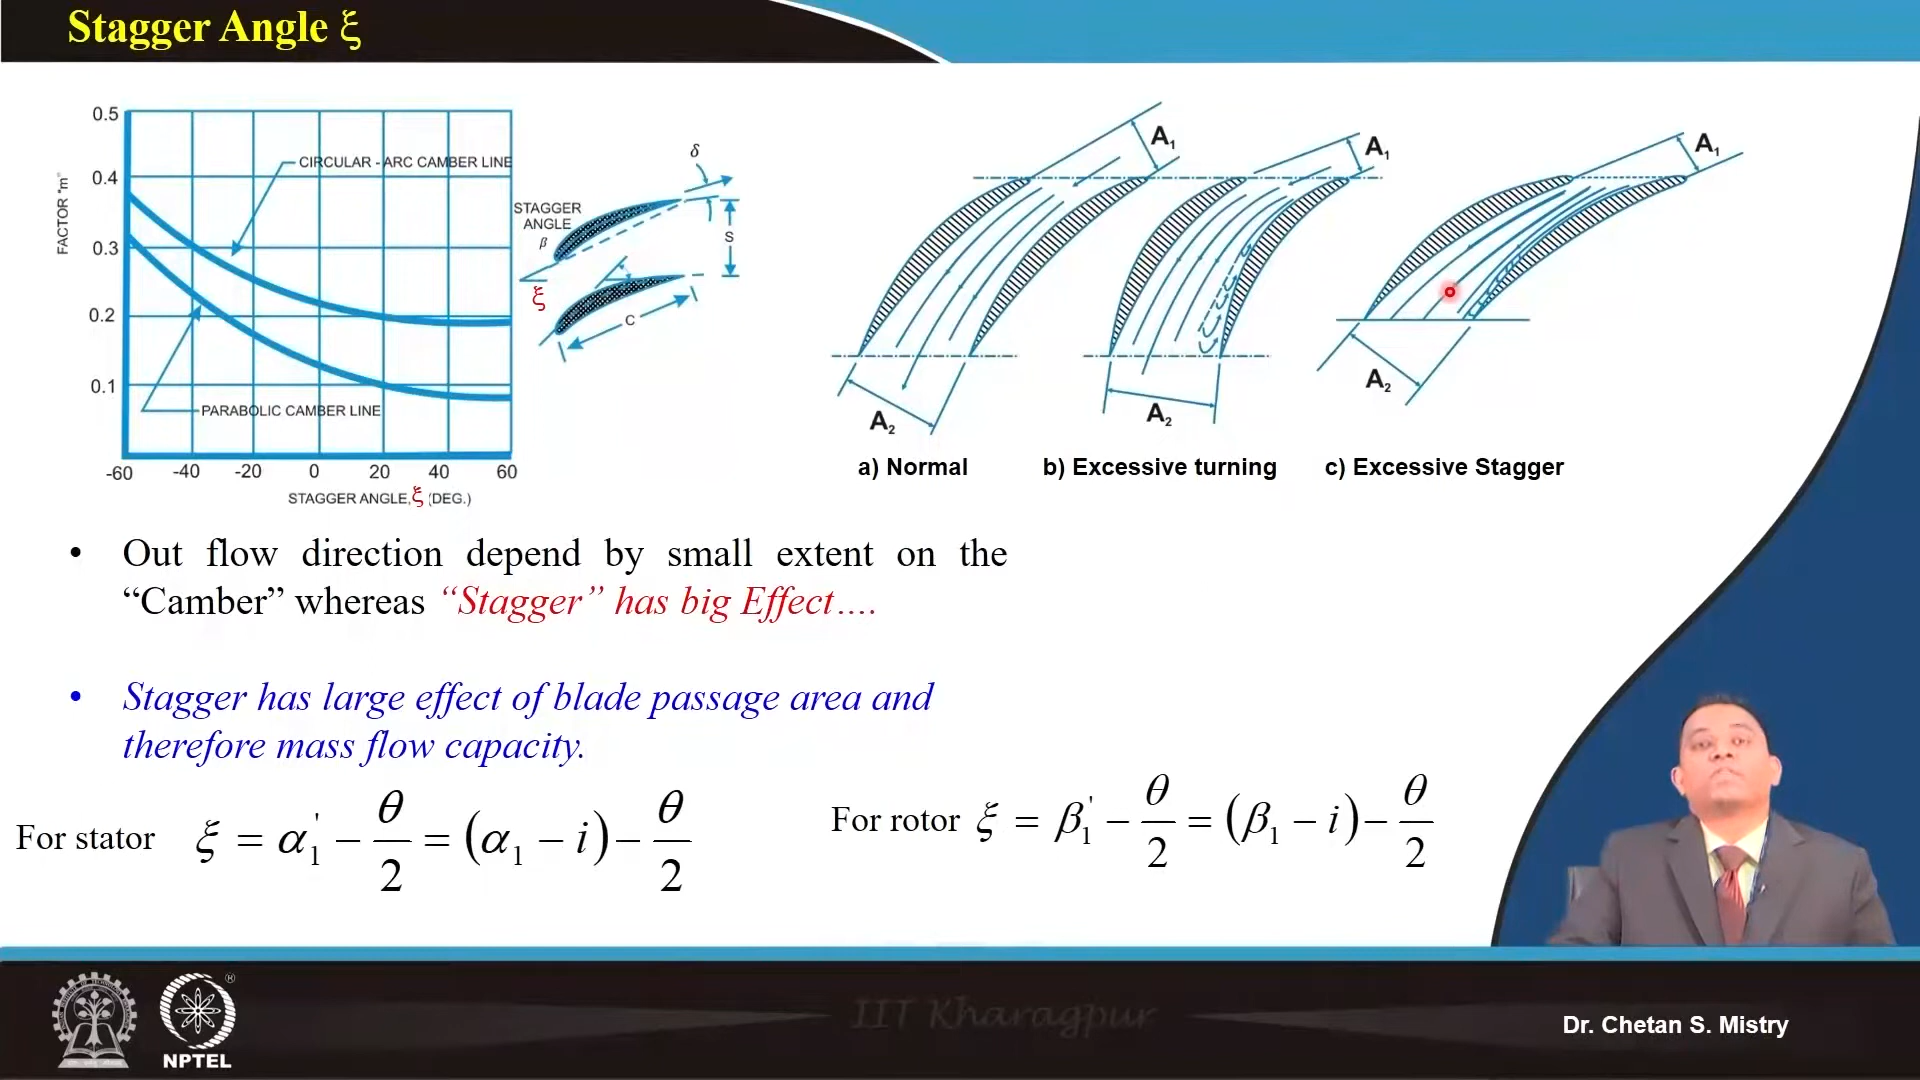 Stagger Angle ξ
0.5
0.4
0.3
0.2
0.1
FACTOR "m"
CIRCULAR - ARC CAMBER LINE
PARABOLIC CAMBER LINE
-60 -40 -20 0 20 40 60
STAGGER ANGLE, ξ (DEG.)
STAGGER
ANGLE
β
ξ
δ
S
C
A₁
A₂
A₁
A₂
A₁
A₂
a) Normal
b) Excessive turning
c) Excessive Stagger
• Out flow direction depend by small extent on the
“Camber” whereas “Stagger” has big Effect….
• Stagger has large effect of blade passage area and
therefore mass flow capacity.
For stator ξ = α₁' − θ/2 = (α₁ − i) − θ/2
For rotor ξ = β₁' − θ/2 = (β₁ − i) − θ/2
NPTEL
®
IIT Kharagpur
Dr. Chetan S. Mistry